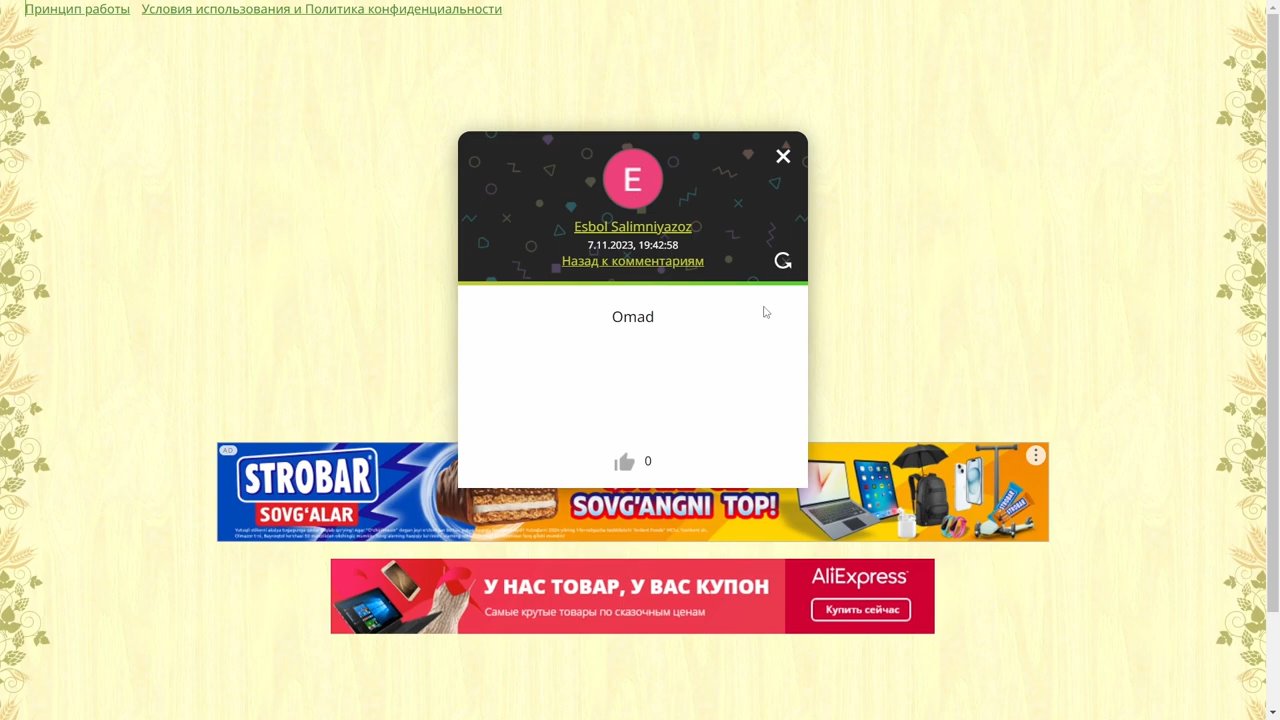 Принцип работы Условия использования и Политика конфиденциальности
E
Esbol Salimniyazoz
7.11.2023, 19:42:58
Назад к комментариям
Omad
0
AD
STROBAR
SOVG‘ALAR
SOVG‘ANGNI TOP!
У НАС ТОВАР, У ВАС КУПОН
Самые крутые товары по сказочным ценам
AliExpress
Купить сейчас